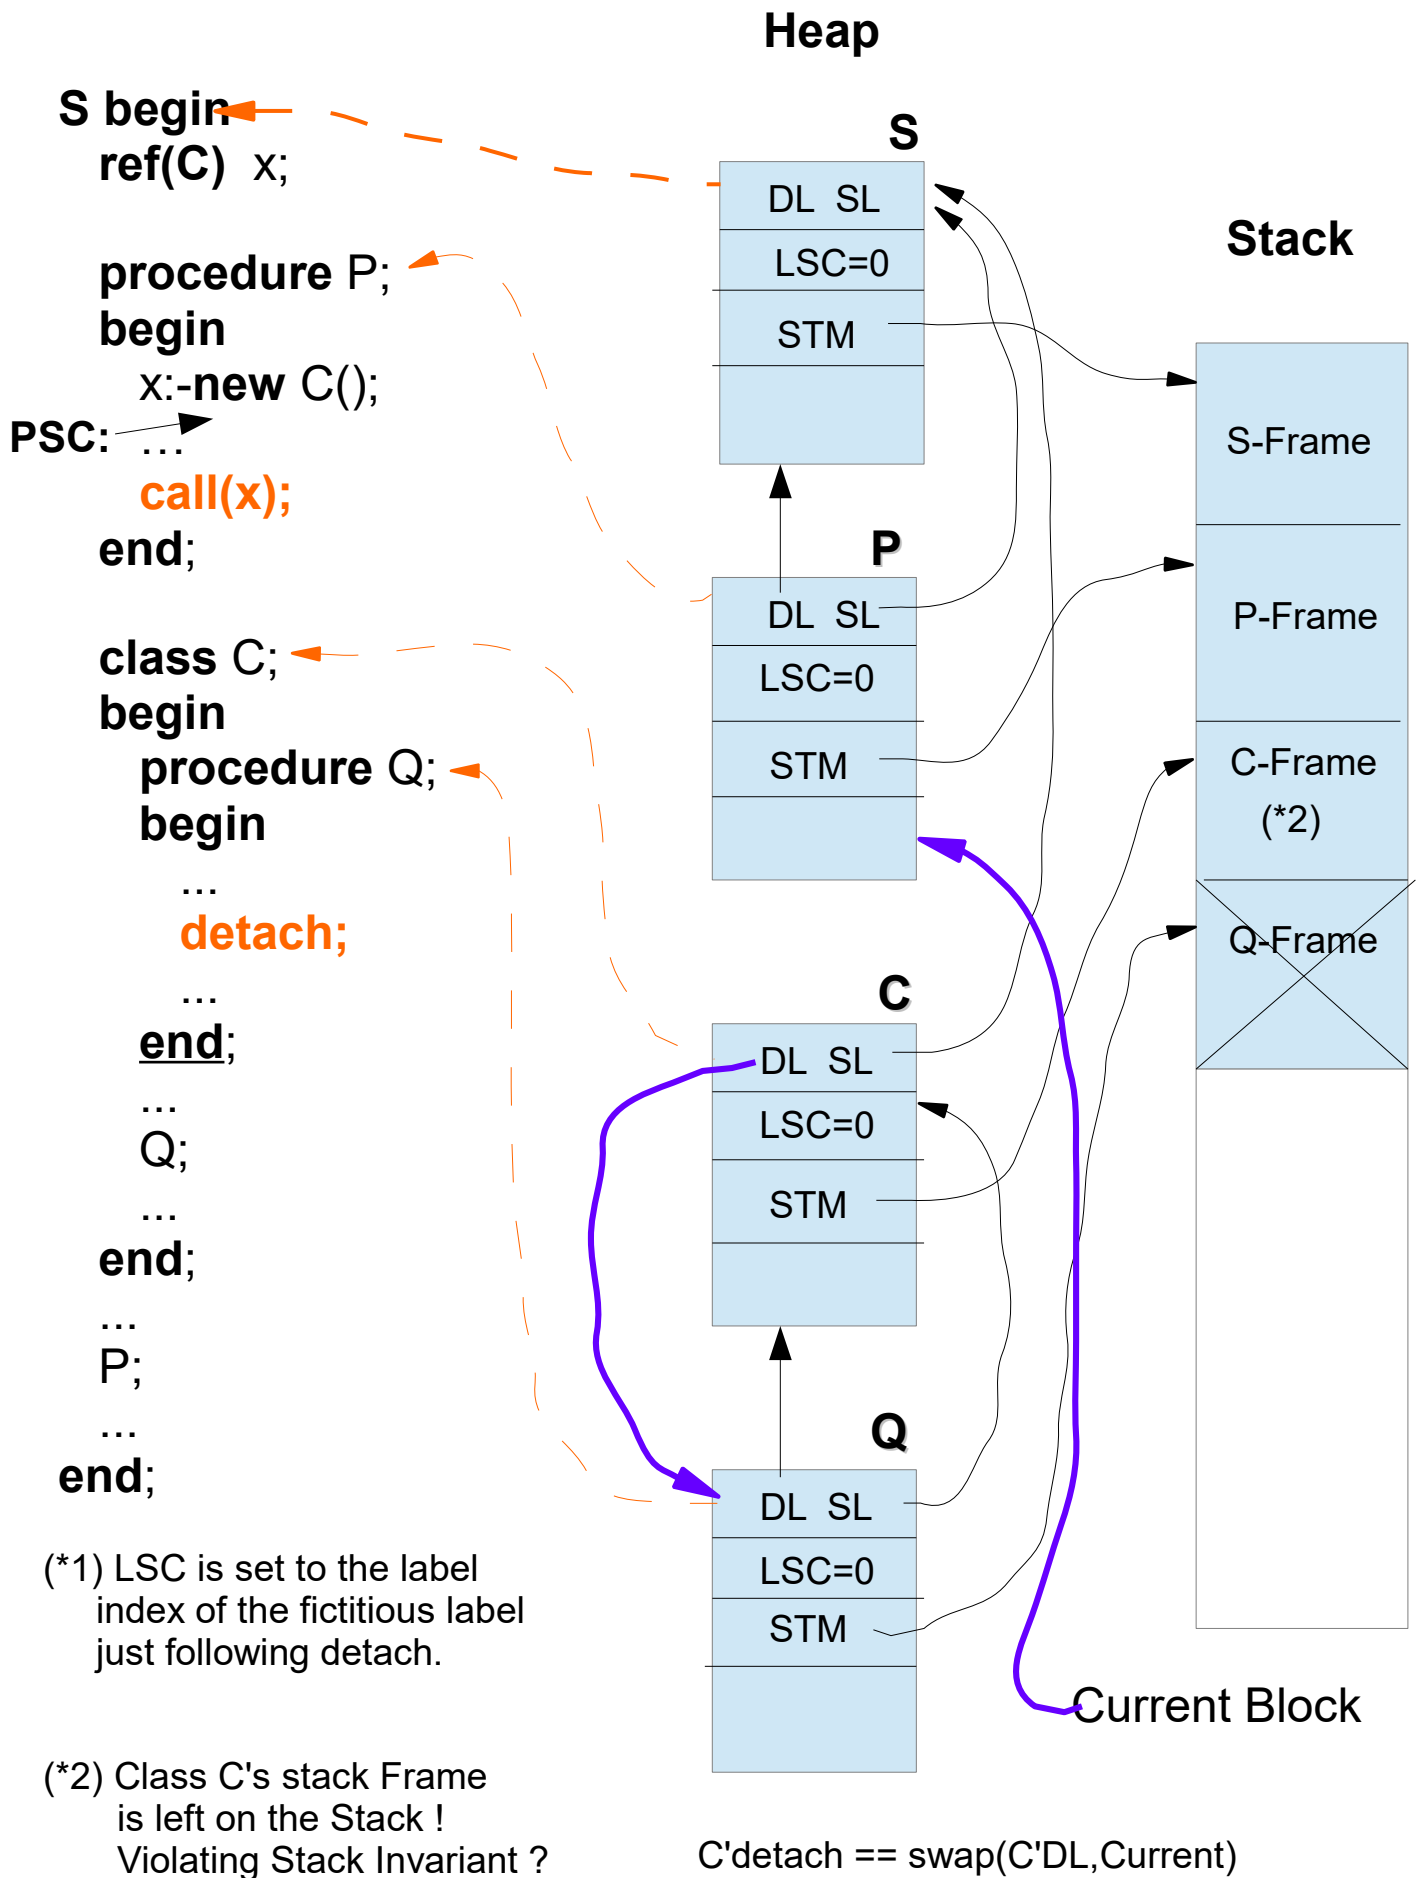 Heap
S begin
ref(C) x;
procedure P;
begin
x:-new C();
PSC: ...
call(x);
end;
class C;
begin
procedure Q;
begin
...
detach;
...
end;
...
Q;
...
end;
...
P;
...
end;
(*1) LSC is set to the label
index of the fictitious label
just following detach.
(*2) Class C's stack Frame
is left on the Stack !
Violating Stack Invariant ?
S
DL SL
LSC=0
STM
P
DL SL
LSC=0
STM
C
DL SL
LSC=0
STM
Q
DL SL
LSC=0
STM
Stack
S-Frame
P-Frame
C-Frame
(*2)
Q-Frame
Current Block
C'detach == swap(C'DL,Current)